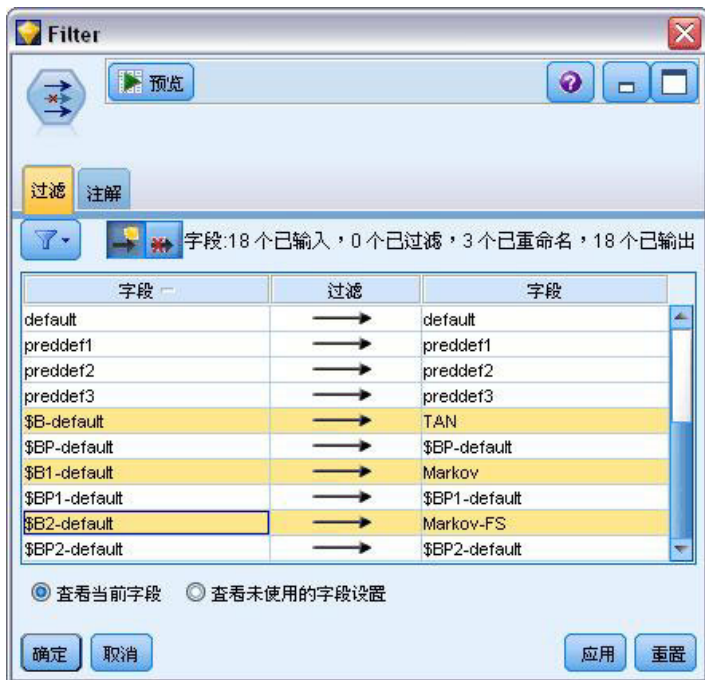 Filter
预览
过滤 注解
字段:18 个已输入，0 个已过滤，3 个已重命名，18 个已输出
字段 过滤 字段
default default
preddef1 preddef1
preddef2 preddef2
preddef3 preddef3
$B-default TAN
$BP-default $BP-default
$B1-default Markov
$BP1-default $BP1-default
$B2-default Markov-FS
$BP2-default $BP2-default
查看当前字段 查看未使用的字段设置
确定 取消 应用 重置